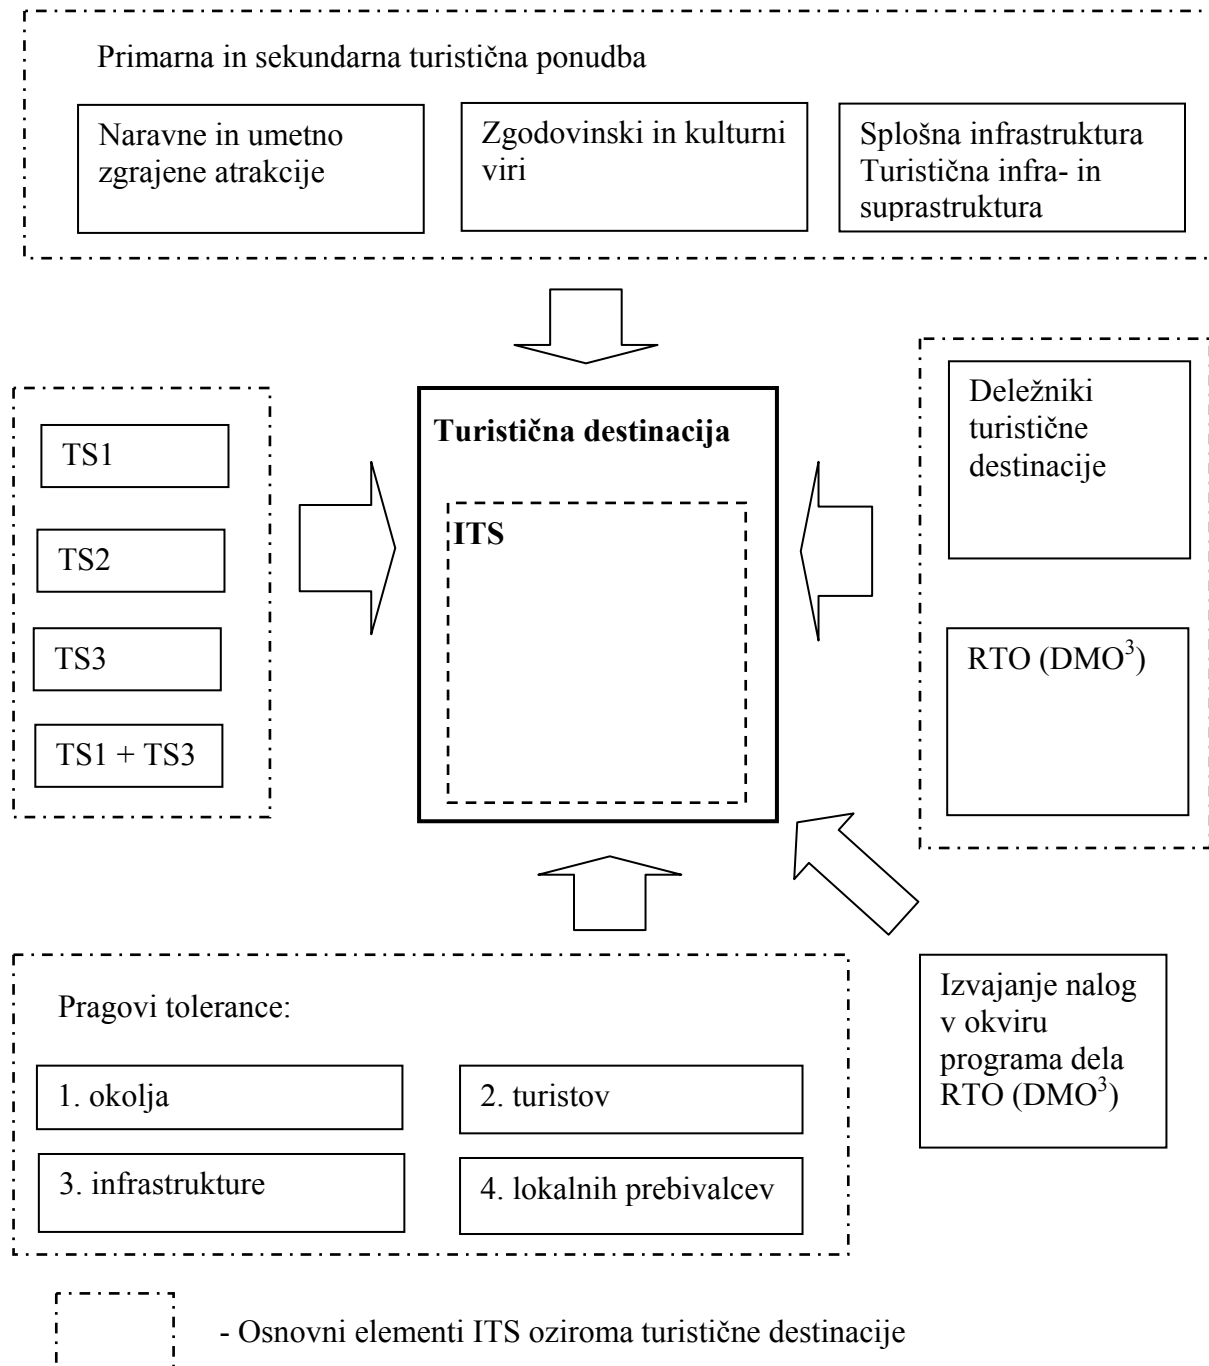 Primarna in sekundarna turistična ponudba
Naravne in umetno
zgrajene atrakcije
Zgodovinski in kulturni
viri
Splošna infrastruktura
Turistična infra- in
suprastruktura
TS1
TS2
TS3
TS1 + TS3
Turistična destinacija
ITS
Deležniki
turistične
destinacije
RTO (DMO³)
Pragovi tolerance:
1. okolja
2. turistov
3. infrastrukture
4. lokalnih prebivalcev
Izvajanje nalog
v okviru
programa dela
RTO (DMO³)
- Osnovni elementi ITS oziroma turistične destinacije